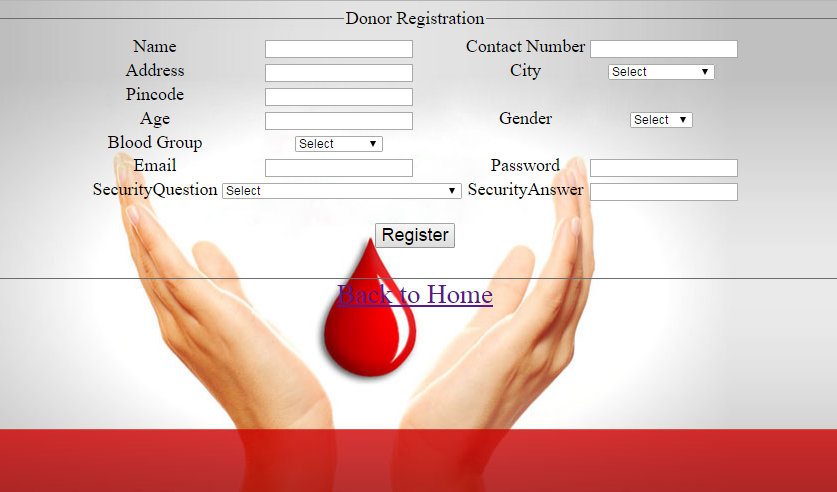 Donor Registration
Name Contact Number
Address City Select
Pincode
Age Gender Select
Blood Group Select
Email Password
SecurityQuestion Select SecurityAnswer
Register
Back to Home